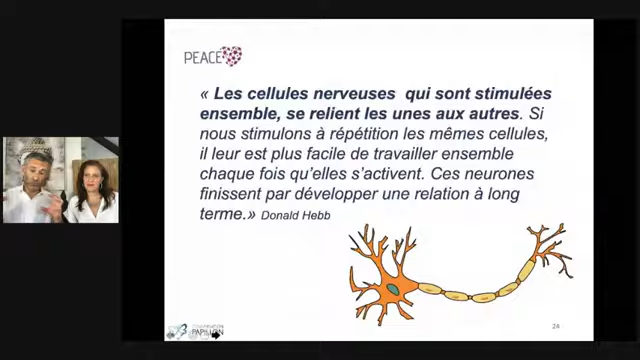 PEACE
« Les cellules nerveuses qui sont stimulées
ensemble, se relient les unes aux autres. Si
nous stimulons à répétition les mêmes cellules,
il leur est plus facile de travailler ensemble
chaque fois qu'elles s'activent. Ces neurones
finissent par développer une relation à long
terme.» Donald Hebb
PAPILLON
24